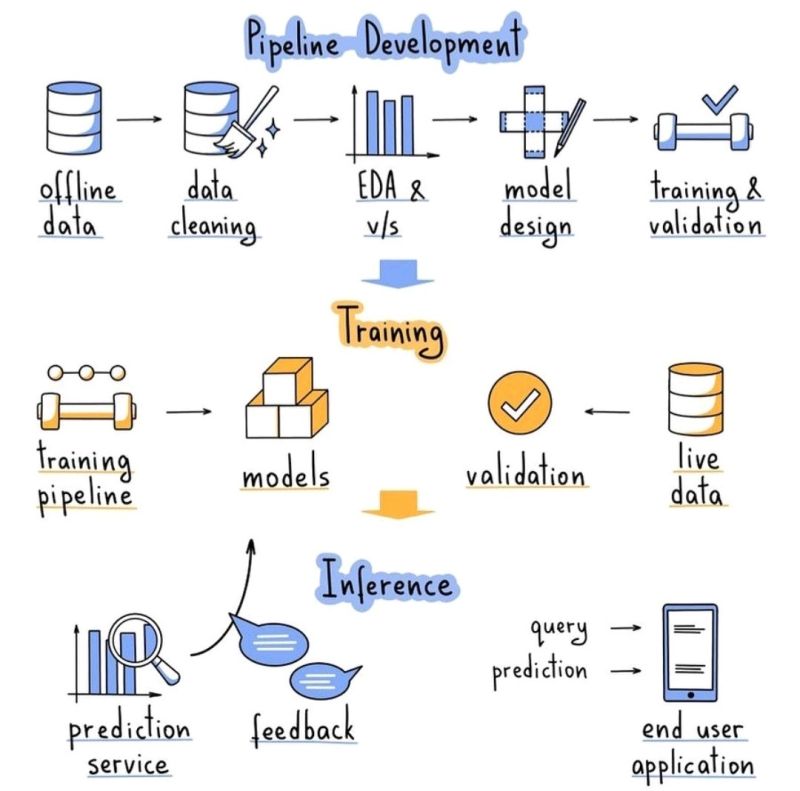 Pipeline Development
offline data
data cleaning
EDA & v/s
model design
training & validation
Training
training pipeline
models
validation
live data
Inference
prediction service
feedback
query
prediction
end user application